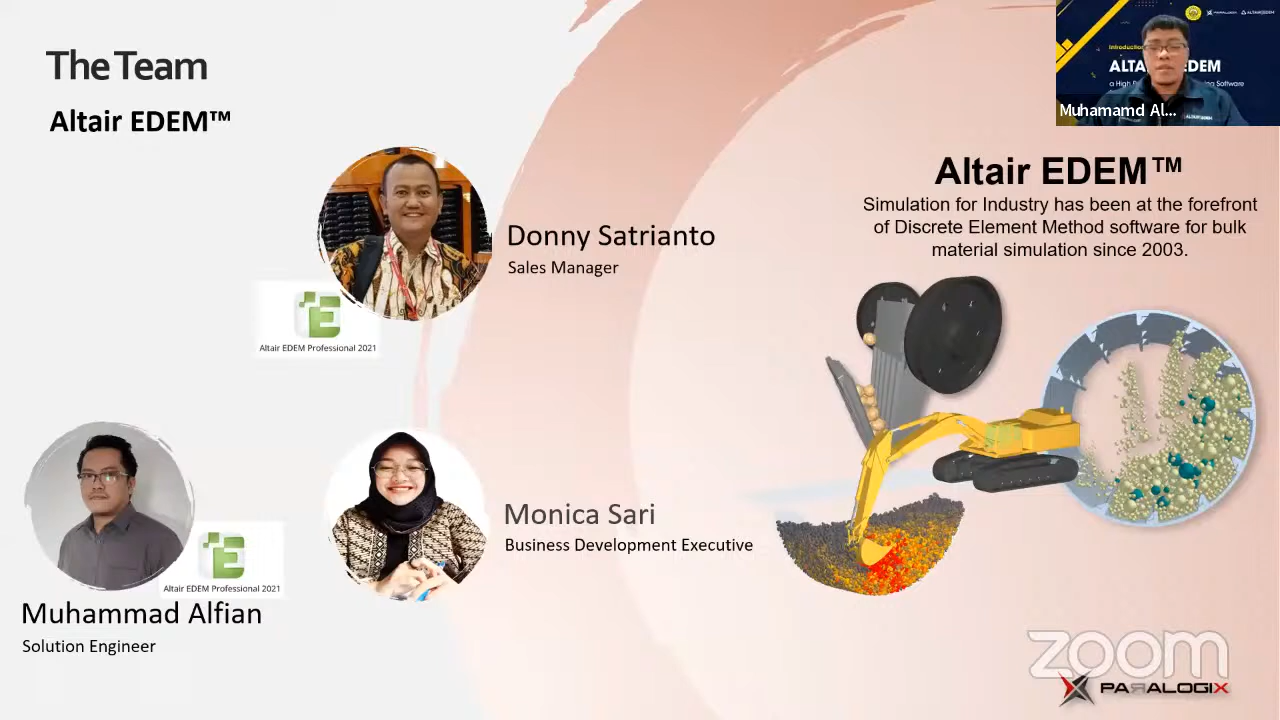 The Team
Altair EDEM™
Donny Satrianto
Sales Manager
Altair EDEM Professional 2021
Monica Sari
Business Development Executive
Altair EDEM Professional 2021
Muhammad Alfian
Solution Engineer
Muhamamd Al...
Altair EDEM™
Simulation for Industry has been at the forefront
of Discrete Element Method software for bulk
material simulation since 2003.
zoom
PARALOGIX